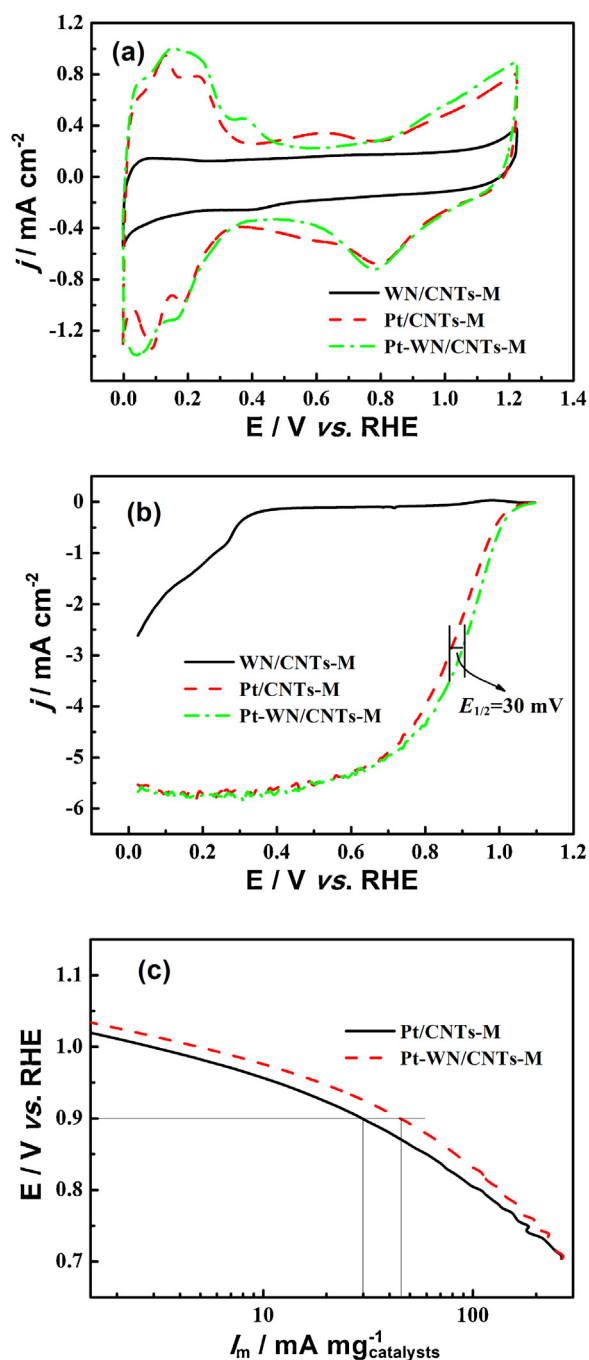 (a)
1.2
0.8
0.4
0.0
-0.4
-0.8
-1.2
j / mA cm-2
WN/CNTs-M
Pt/CNTs-M
Pt-WN/CNTs-M
0.0 0.2 0.4 0.6 0.8 1.0 1.2 1.4
E / V vs. RHE
(b)
0
-1
-2
-3
-4
-5
-6
j / mA cm-2
WN/CNTs-M
Pt/CNTs-M
Pt-WN/CNTs-M
E1/2=30 mV
0.0 0.2 0.4 0.6 0.8 1.0 1.2
E / V vs. RHE
(c)
1.1
1.0
0.9
0.8
0.7
E / V vs. RHE
Pt/CNTs-M
Pt-WN/CNTs-M
10 100
Im / mA mg-1catalysts